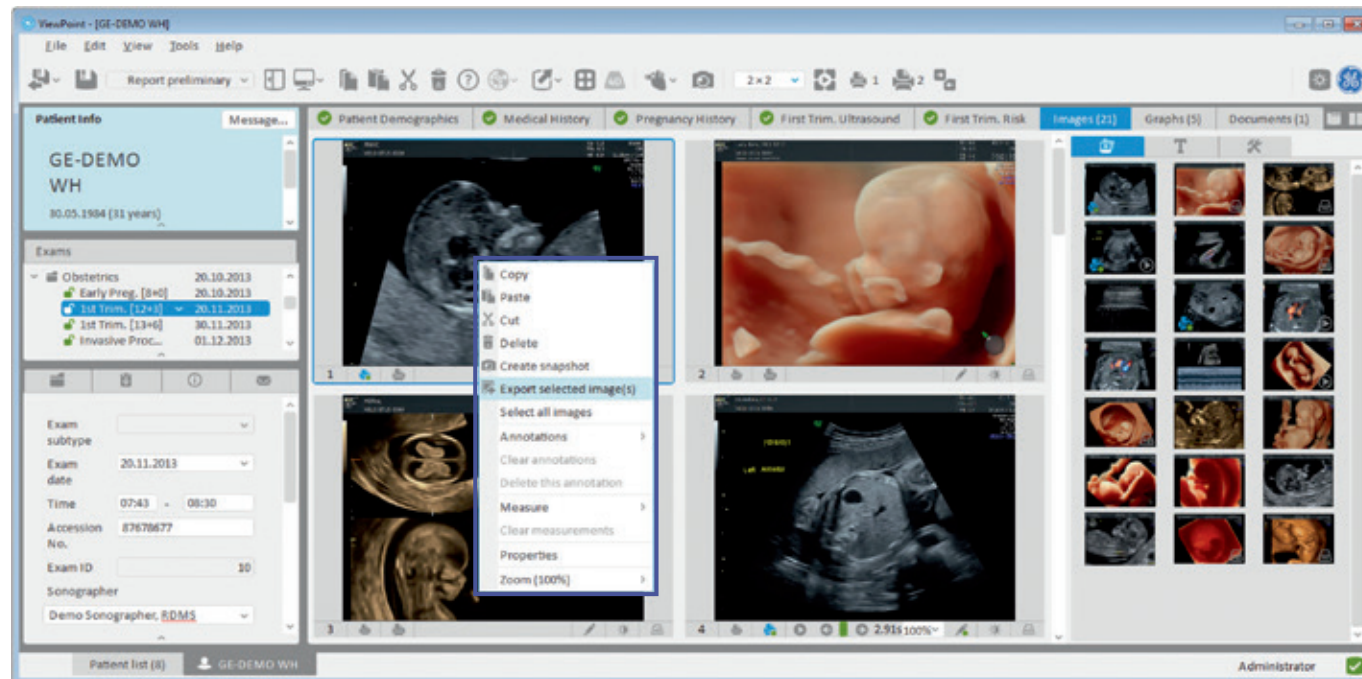 ViewPoint - [GE-DEMO WH]
File Edit View Tools Help
Report preliminary 2×2 1 2
Patient Info Message...
Patient Demographics Medical History Pregnancy History First Trim. Ultrasound First Trim. Risk Images (21) Graphs (5) Documents (1)
GE-DEMO
WH
30.05.1984 (31 years)
Exams
Obstetrics 20.10.2013
Early Preg. [8+0] 20.10.2013
1st Trim. [12+3] 20.11.2013
1st Trim. [13+6] 30.11.2013
Invasive Proc... 01.12.2013
Exam
subtype
Exam
date
20.11.2013
Time 07:43 - 08:30
Accession
No.
87678677
Exam ID 10
Sonographer
Demo Sonographer, RDMS
Copy
Paste
Cut
Delete
Create snapshot
Export selected image(s)
Select all images
Annotations
Clear annotations
Delete this annotation
Measure
Clear measurements
Properties
Zoom (100%)
1
2
3
4 2.91s 100%
T
Patient list (8) GE-DEMO WH Administrator